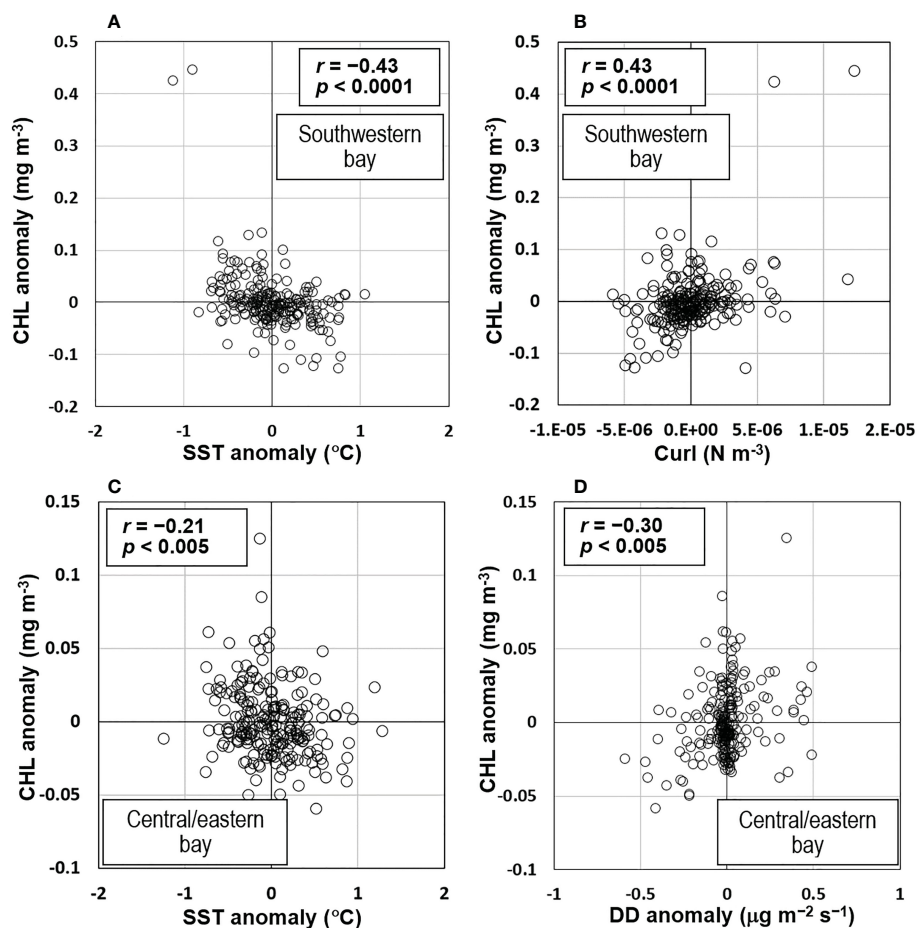 A
0.5
0.4
0.3
0.2
0.1
0
-0.1
-0.2
CHL anomaly (mg m-3)
r = −0.43
p < 0.0001
Southwestern
bay
-2 -1 0 1 2
SST anomaly (°C)
B
0.5
0.4
0.3
0.2
0.1
0
-0.1
-0.2
CHL anomaly (mg m-3)
r = 0.43
p < 0.0001
Southwestern
bay
-1.E-05 -5.E-06 0.E+00 5.E-06 1.E-05 2.E-05
Curl (N m-3)
C
0.15
0.1
0.05
0
-0.05
-0.1
CHL anomaly (mg m-3)
r = −0.21
p < 0.005
Central/eastern
bay
-2 -1 0 1 2
SST anomaly (°C)
D
0.15
0.1
0.05
0
-0.05
-0.1
CHL anomaly (mg m-3)
r = −0.30
p < 0.005
Central/eastern
bay
-1 -0.5 0 0.5 1
DD anomaly (µg m−2 s−1)